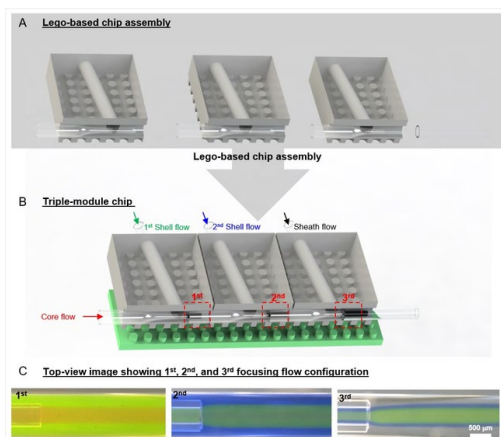 A Lego-based chip assembly
Lego-based chip assembly
B Triple-module chip
1st Shell flow
2nd Shell flow
Sheath flow
1st
2nd
3rd
Core flow
C Top-view image showing 1st, 2nd, and 3rd focusing flow configuration
1st
2nd
3rd
500 µm